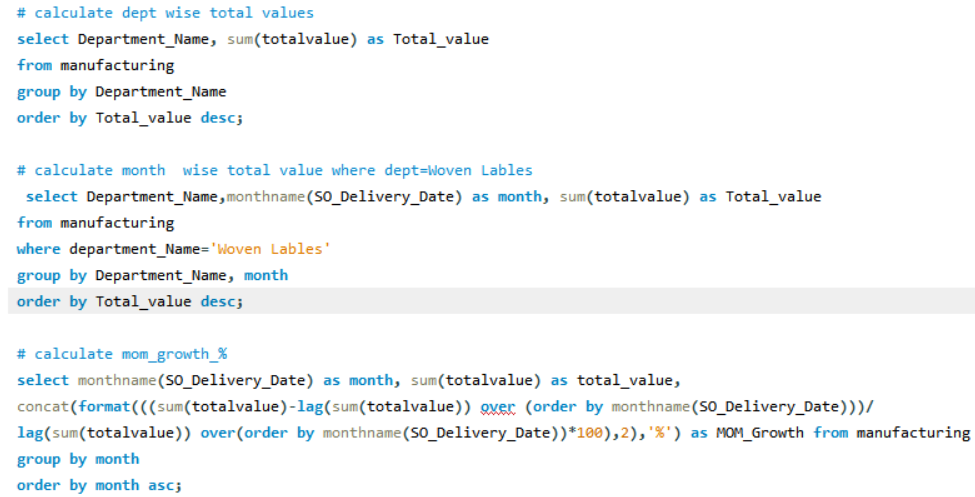 # calculate dept wise total values
select Department_Name, sum(totalvalue) as Total_value
from manufacturing
group by Department_Name
order by Total_value desc;
# calculate month  wise total value where dept=Woven Lables
select Department_Name,monthname(SO_Delivery_Date) as month, sum(totalvalue) as Total_value
from manufacturing
where department_Name='Woven Lables'
group by Department_Name, month
order by Total_value desc;
# calculate mom_growth_%
select monthname(SO_Delivery_Date) as month, sum(totalvalue) as total_value,
concat(format(((sum(totalvalue)-lag(sum(totalvalue)) over (order by monthname(SO_Delivery_Date)))/
lag(sum(totalvalue)) over(order by monthname(SO_Delivery_Date))*100),2),'%') as MOM_Growth from manufacturing
group by month
order by month asc;